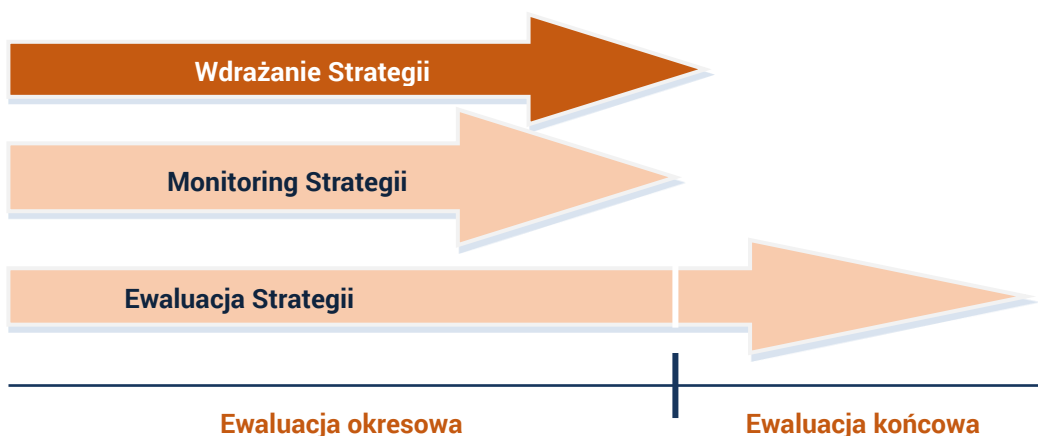 Wdrażanie Strategii
Monitoring Strategii
Ewaluacja Strategii
Ewaluacja okresowa
Ewaluacja końcowa